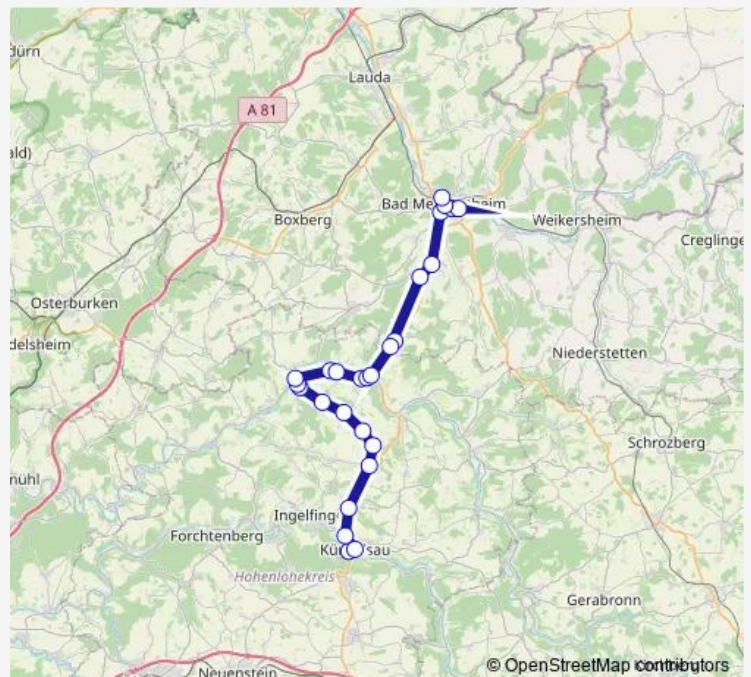 dürn
Lauda
A 81
ald)
Bad Me heim
Boxberg
Weikersheim
Creglinge
Osterburken
delsheim
Niederstetten
Schrozberg
mühl
Ingelfing
Forchtenberg
Kü sau
Hohenlohekreis
Gerabronn
© OpenStreetMap contributors
Neuenstein